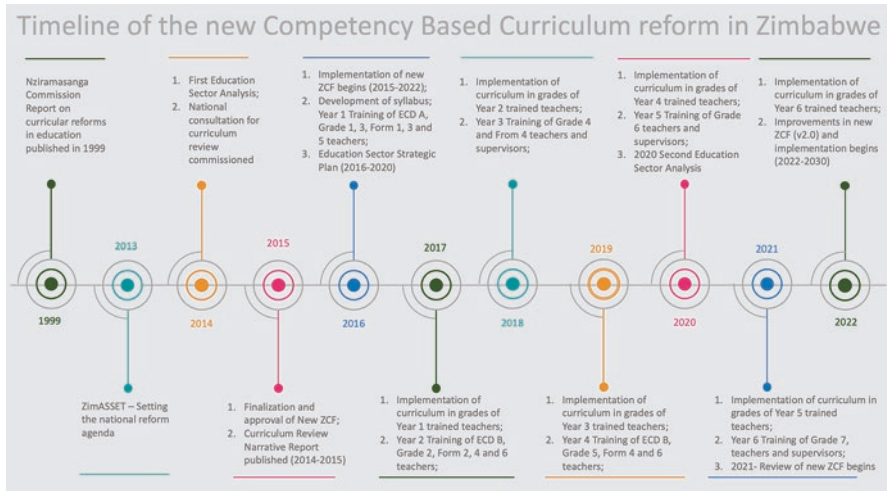 Timeline of the new Competency Based Curriculum reform in Zimbabwe
Nziramasanga
Commission
Report on
curricular reforms
in education
published in 1999
1. First Education
Sector Analysis;
2. National
consultation for
curriculum
review
commissioned
1. Implementation of new
ZCF begins (2015-2022);
2. Development of syllabus;
Year 1 Training of ECD A,
Grade 1, 3, Form 1, 3 and
5 teachers;
3. Education Sector Strategic
Plan (2016-2020)
1. Implementation of
curriculum in grades of
Year 2 trained teachers;
2. Year 3 Training of Grade 4
and From 4 teachers and
supervisors;
1. Implementation of
curriculum in grades of
Year 4 trained teachers;
2. Year 5 Training of Grade
6 teachers and
supervisors;
3. 2020 Second Education
Sector Analysis
1. Implementation of
curriculum in grades of
Year 6 trained teachers;
2. Improvements in new
ZCF (v2.0) and
implementation begins
(2022-2030)
1999
2013
2014
2015
2016
2017
2018
2019
2020
2021
2022
ZimASSET – Setting
the national reform
agenda
1. Finalization and
approval of New ZCF;
2. Curriculum Review
Narrative Report
published (2014-2015)
1. Implementation of
curriculum in grades of
Year 1 trained teachers;
2. Year 2 Training of ECD B,
Grade 2, Form 2, 4 and 6
teachers;
1. Implementation of
curriculum in grades of
Year 3 trained teachers;
2. Year 4 Training of ECD B,
Grade 5, Form 4 and 6
teachers;
1. Implementation of curriculum in
grades of Year 5 trained
teachers;
2. Year 6 Training of Grade 7,
teachers and supervisors;
3. 2021- Review of new ZCF begins